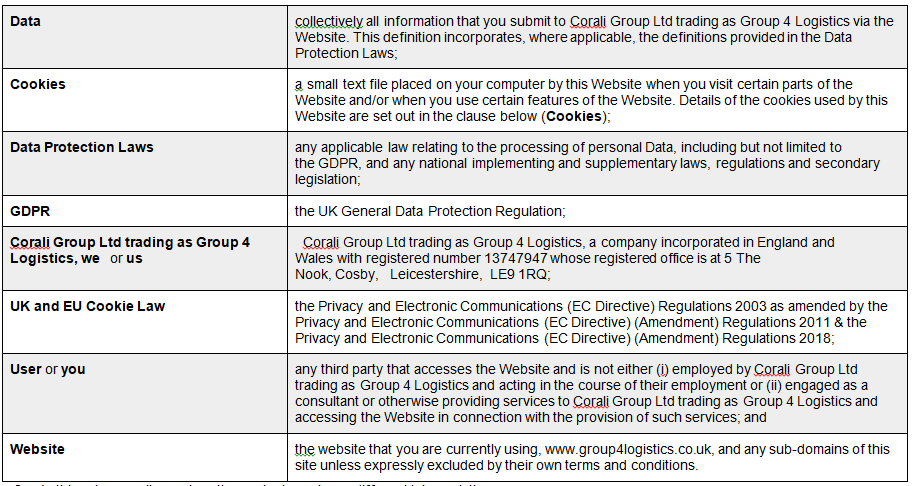 Data
collectively all information that you submit to Corali Group Ltd trading as Group 4 Logistics via the
Website. This definition incorporates, where applicable, the definitions provided in the Data
Protection Laws;
Cookies
a small text file placed on your computer by this Website when you visit certain parts of the
Website and/or when you use certain features of the Website. Details of the cookies used by this
Website are set out in the clause below (Cookies);
Data Protection Laws
any applicable law relating to the processing of personal Data, including but not limited to
the GDPR, and any national implementing and supplementary laws, regulations and secondary
legislation;
GDPR
the UK General Data Protection Regulation;
Corali Group Ltd trading as Group 4
Logistics, we or us
Corali Group Ltd trading as Group 4 Logistics, a company incorporated in England and
Wales with registered number 13747947 whose registered office is at 5 The
Nook, Cosby, Leicestershire, LE9 1RQ;
UK and EU Cookie Law
the Privacy and Electronic Communications (EC Directive) Regulations 2003 as amended by the
Privacy and Electronic Communications (EC Directive) (Amendment) Regulations 2011 & the
Privacy and Electronic Communications (EC Directive) (Amendment) Regulations 2018;
User or you
any third party that accesses the Website and is not either (i) employed by Corali Group Ltd
trading as Group 4 Logistics and acting in the course of their employment or (ii) engaged as a
consultant or otherwise providing services to Corali Group Ltd trading as Group 4 Logistics and
accessing the Website in connection with the provision of such services; and
Website
the website that you are currently using, www.group4logistics.co.uk, and any sub-domains of this
site unless expressly excluded by their own terms and conditions.